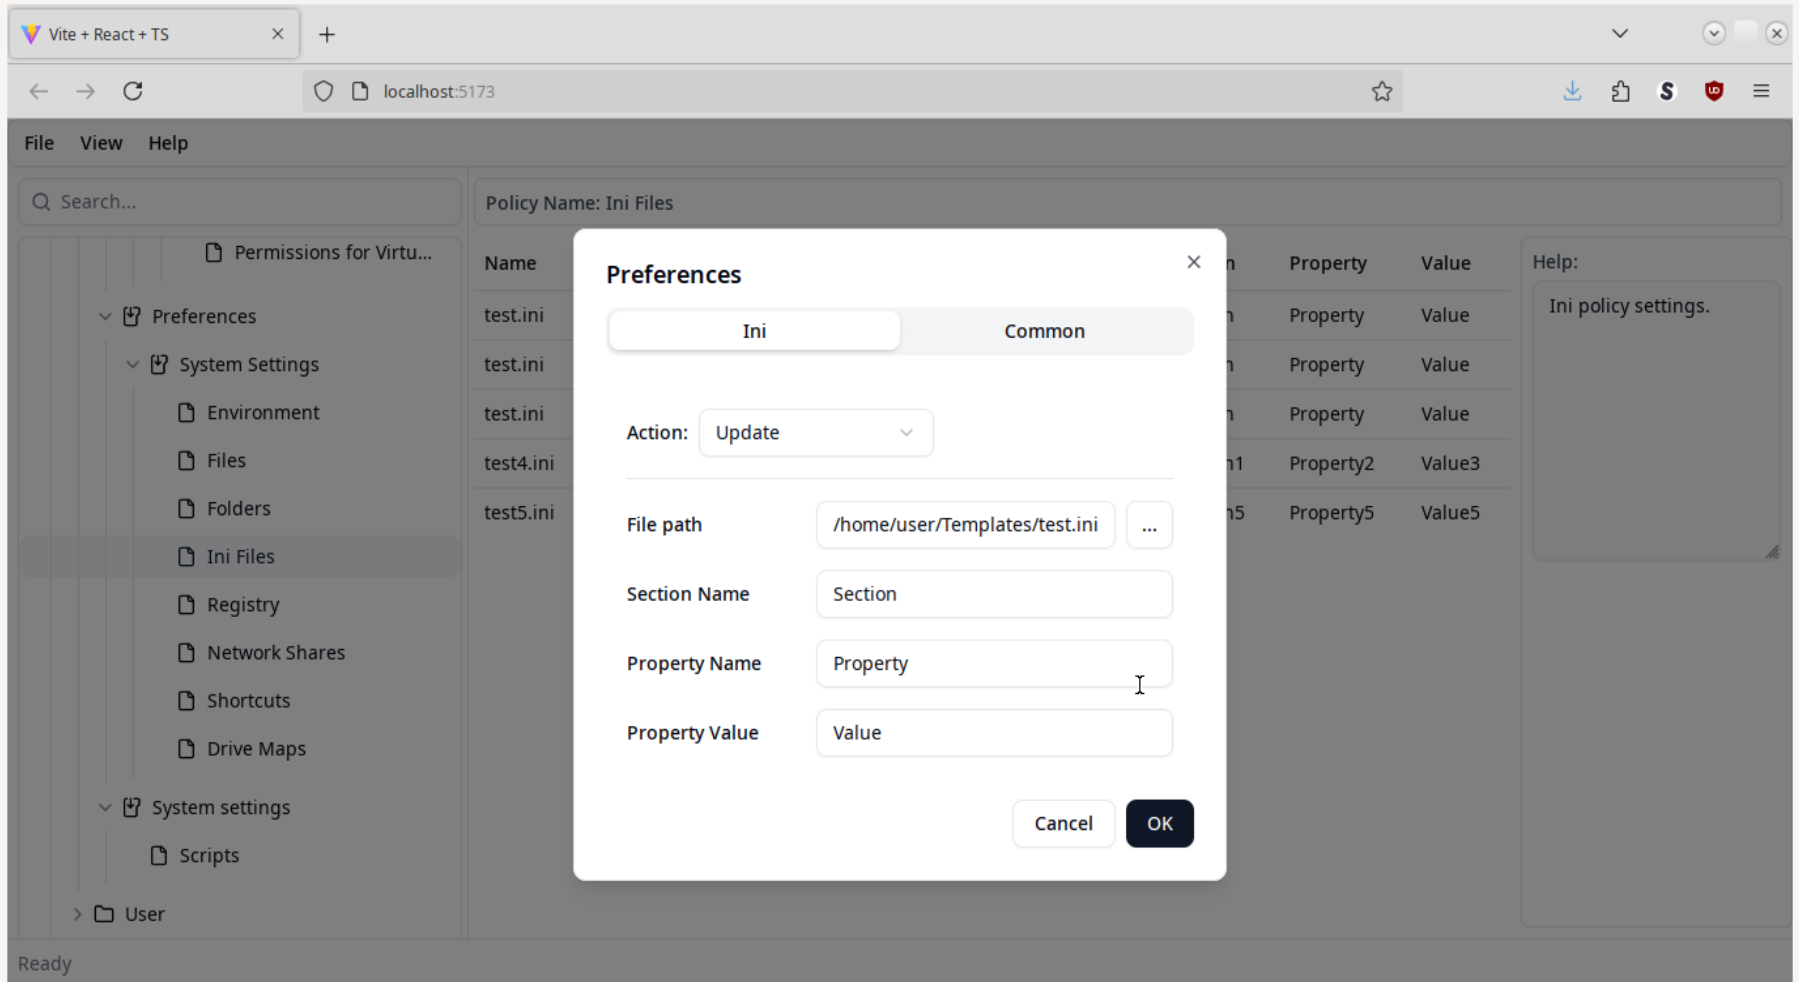 Vite + React + TS
localhost:5173
File View Help
Search...
Policy Name: Ini Files
Permissions for Virtu...
Preferences
System Settings
Environment
Files
Folders
Ini Files
Registry
Network Shares
Shortcuts
Drive Maps
System settings
Scripts
User
Name Property Value
test.ini Property Value
test.ini Property Value
test.ini Property Value
test4.ini Property2 Value3
test5.ini Property5 Value5
Help:
Ini policy settings.
Preferences
Ini Common
Action: Update
File path /home/user/Templates/test.ini ...
Section Name Section
Property Name Property
Property Value Value
Cancel OK
Ready